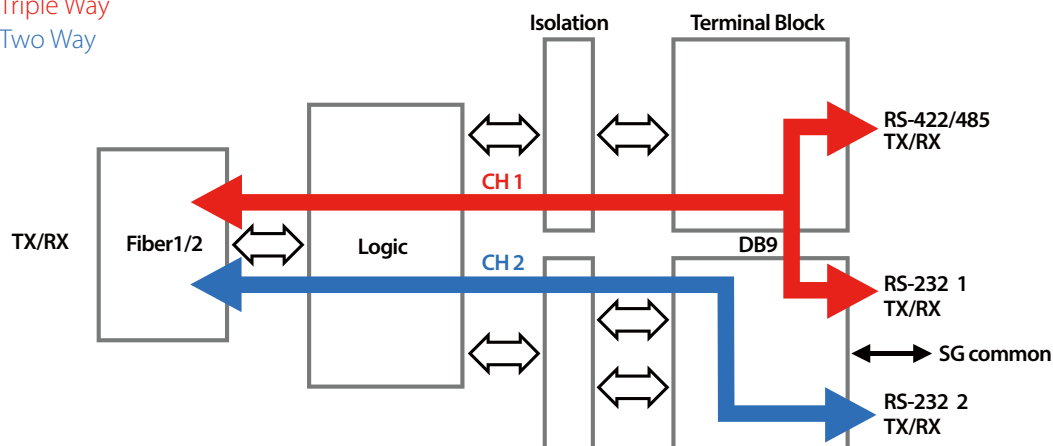 Triple Way
Two Way
Isolation
Terminal Block
RS-422/485
TX/RX
CH 1
TX/RX
Fiber1/2
Logic
DB9
CH 2
RS-232 1
TX/RX
SG common
RS-232 2
TX/RX